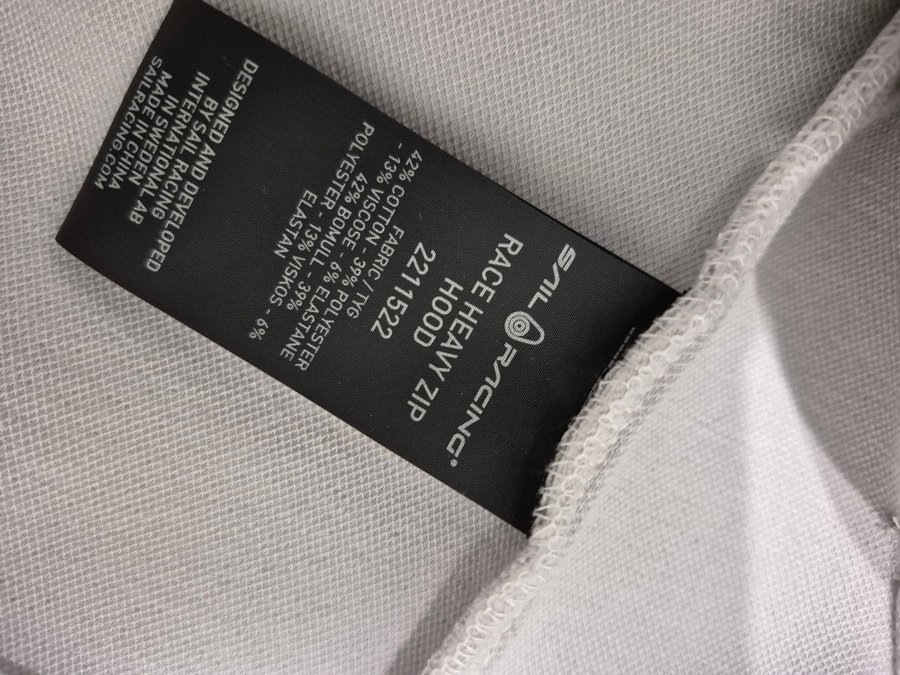 SAIL RACING®
RACE HEAVY ZIP
HOOD
2211522
FABRIC / TYG
42% COTTON - 39% POLYESTER
- 13% VISCOSE - 6% ELASTANE
42% BOMULL - 39%
POLYESTER - 13% VISKOS - 6%
ELASTAN
DESIGNED AND DEVELOPED
BY SAIL RACING
INTERNATIONAL AB
IN SWEDEN
MADE IN CHINA
SAILRACING.COM